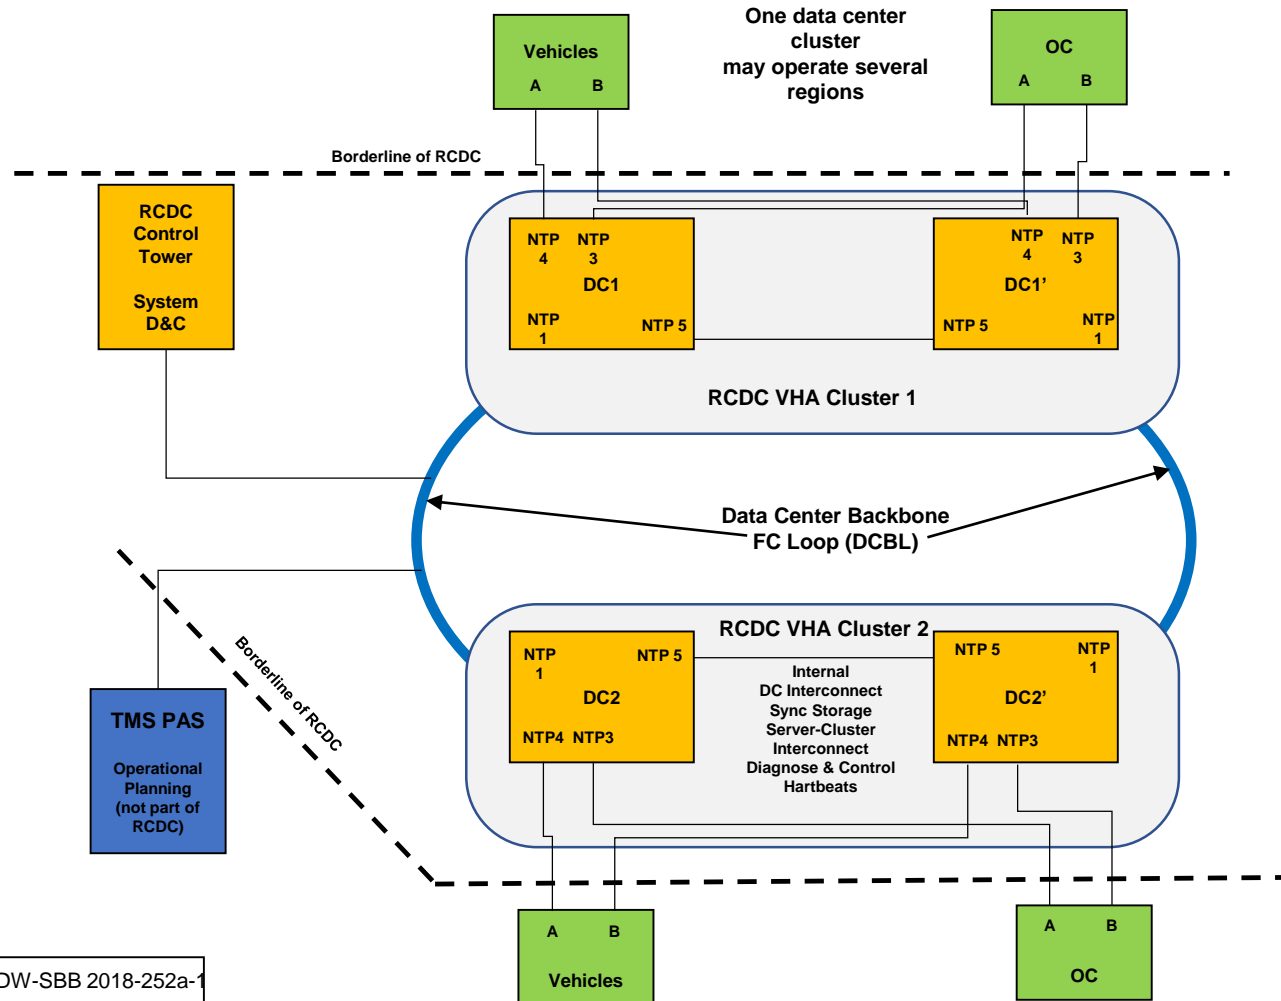 One data center
cluster
may operate several
regions
Vehicles
A B
OC
A B
Borderline of RCDC
RCDC
Control
Tower
System
D&C
NTP
4
NTP
3
DC1
NTP
1
NTP 5
NTP
4
NTP
3
DC1’
NTP 5
NTP
1
RCDC VHA Cluster 1
Data Center Backbone
FC Loop (DCBL)
Borderline of RCDC
TMS PAS
Operational
Planning
(not part of
RCDC)
RCDC VHA Cluster 2
NTP
1
NTP 5
DC2
NTP4 NTP3
Internal
DC Interconnect
Sync Storage
Server-Cluster
Interconnect
Diagnose & Control
Hartbeats
NTP 5
NTP
1
DC2’
NTP4 NTP3
A B
Vehicles
A B
OC
DW-SBB 2018-252a-1